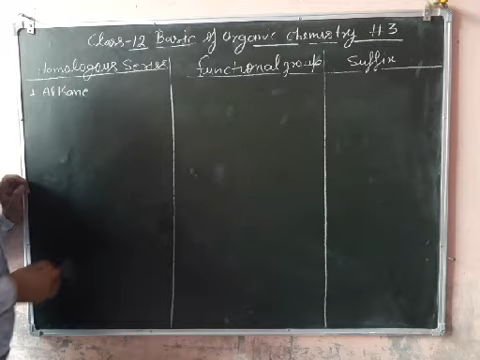 Class-12 Basic of Organic chemistry # 3
Homologous Series Functional group Suffix
1 Alkane